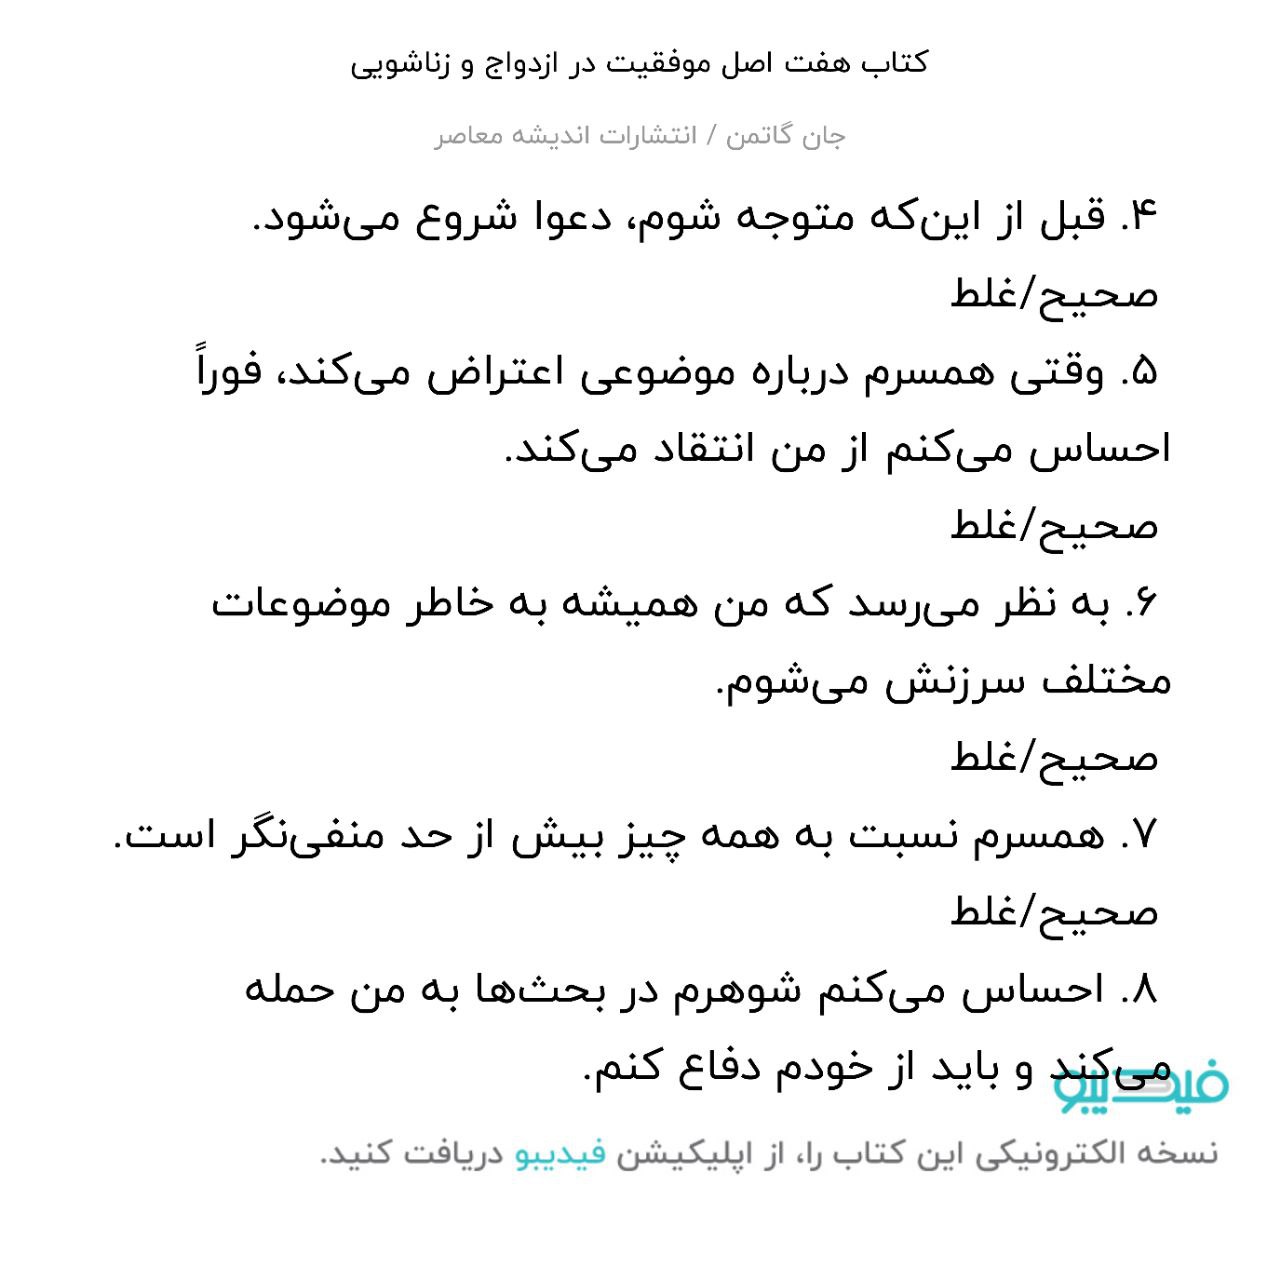 کتاب هفت اصل موفقیت در ازدواج و زناشویی
جان گاتمن / انتشارات اندیشه معاصر
۴. قبل از این‌که متوجه شوم، دعوا شروع می‌شود.
صحیح/غلط
۵. وقتی همسرم درباره موضوعی اعتراض می‌کند، فوراً
احساس می‌کنم از من انتقاد می‌کند.
صحیح/غلط
۶. به نظر می‌رسد که من همیشه به خاطر موضوعات
مختلف سرزنش می‌شوم.
صحیح/غلط
۷. همسرم نسبت به همه چیز بیش از حد منفی‌نگر است.
صحیح/غلط
۸. احساس می‌کنم شوهرم در بحث‌ها به من حمله
می‌کند و باید از خودم دفاع کنم.
فیدیبو
نسخه الکترونیکی این کتاب را، از اپلیکیشن فیدیبو دریافت کنید.